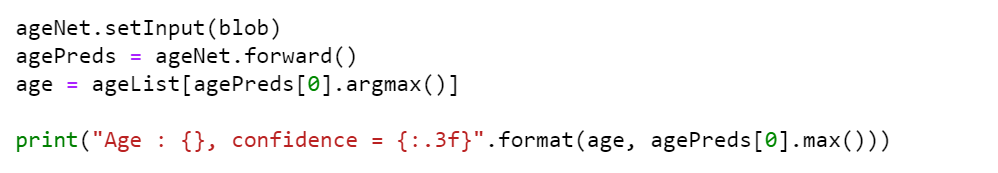 ageNet.setInput(blob)
agePreds = ageNet.forward()
age = ageList[agePreds[0].argmax()]
print("Age : {}, confidence = {:.3f}".format(age, agePreds[0].max()))